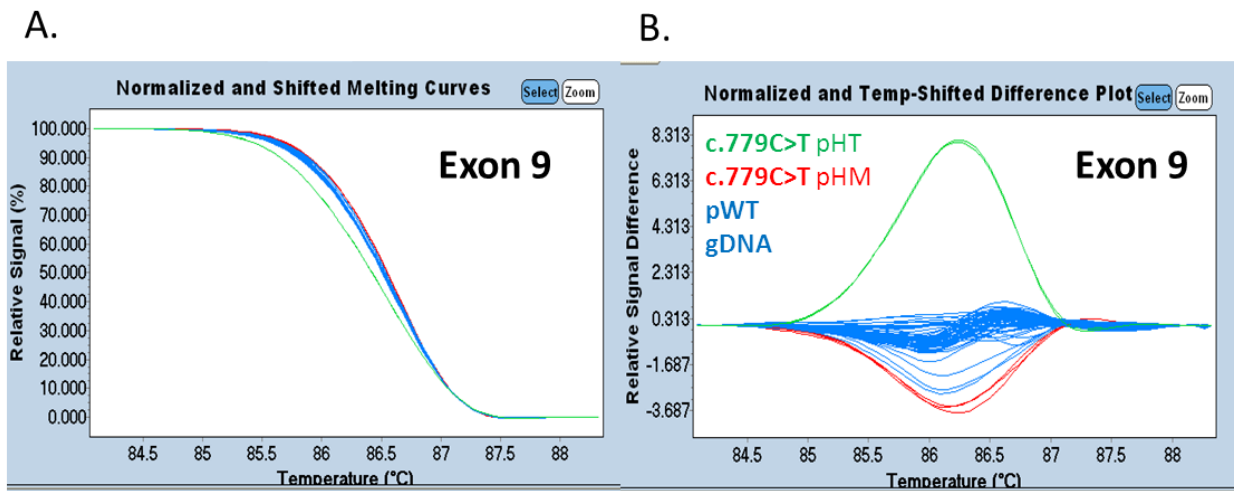 A.
B.
Normalized and Shifted Melting Curves
Select
Zoom
Relative Signal (%)
100.000
90.000
80.000
70.000
60.000
50.000
40.000
30.000
20.000
10.000
0.000
Exon 9
84.5
85
85.5
86
86.5
87
87.5
88
Temperature (°C)
Normalized and Temp-Shifted Difference Plot
Select
Zoom
Relative Signal Difference
8.313
6.313
4.313
2.313
0.313
-1.687
-3.687
c.779C>T pHT
c.779C>T pHM
pWT
gDNA
Exon 9
84.5
85
85.5
86
86.5
87
87.5
88
Temperature (°C)